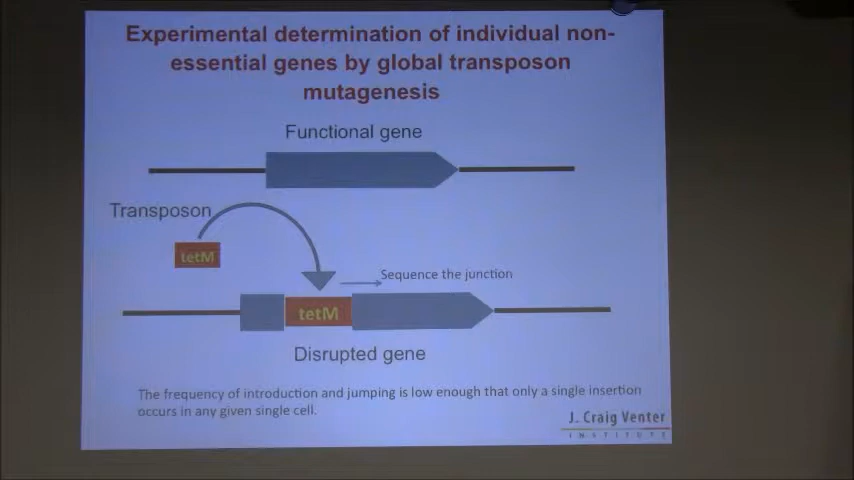 Experimental determination of individual non-
essential genes by global transposon
mutagenesis
Functional gene
Transposon
tetM
Sequence the junction
tetM
Disrupted gene
The frequency of introduction and jumping is low enough that only a single insertion
occurs in any given single cell.
J. Craig Venter
INSTITUTE